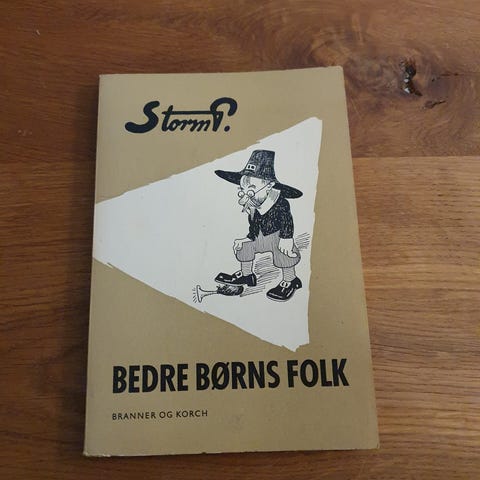 Storm P.
BEDRE BØRNS FOLK
BRANNER OG KORCH